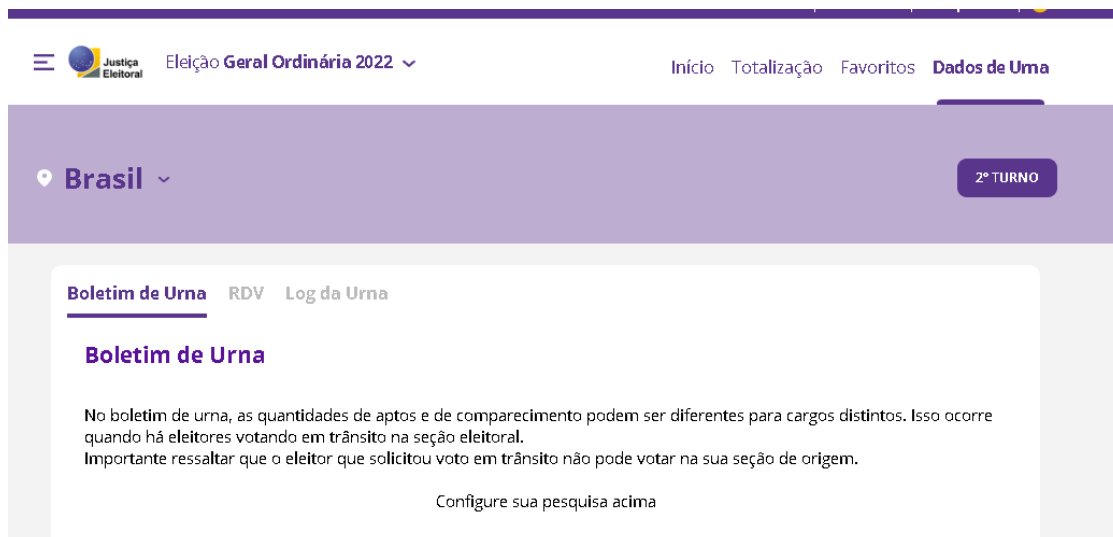 Justiça
Eleitoral
Eleição Geral Ordinária 2022
Início Totalização Favoritos Dados de Urna
Brasil
2º TURNO
Boletim de Urna RDV Log da Urna
Boletim de Urna
No boletim de urna, as quantidades de aptos e de comparecimento podem ser diferentes para cargos distintos. Isso ocorre
quando há eleitores votando em trânsito na seção eleitoral.
Importante ressaltar que o eleitor que solicitou voto em trânsito não pode votar na sua seção de origem.
Configure sua pesquisa acima